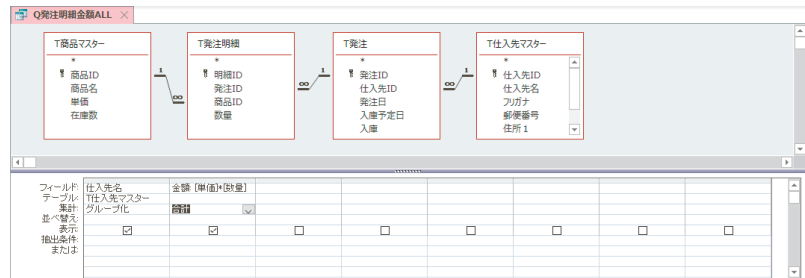 Q発注明細金額ALL
T商品マスター
*
商品ID
商品名
単価
在庫数
1
∞
T発注明細
*
明細ID
発注ID
商品ID
数量
∞
1
T発注
*
発注ID
仕入先ID
発注日
入庫予定日
入庫
∞
1
T仕入先マスター
*
仕入先ID
仕入先名
フリガナ
郵便番号
住所1
フィールド: 仕入先名 金額: [単価]*[数量]
テーブル: T仕入先マスター
集計: グループ化 合計
並べ替え:
表示:
抽出条件:
または: